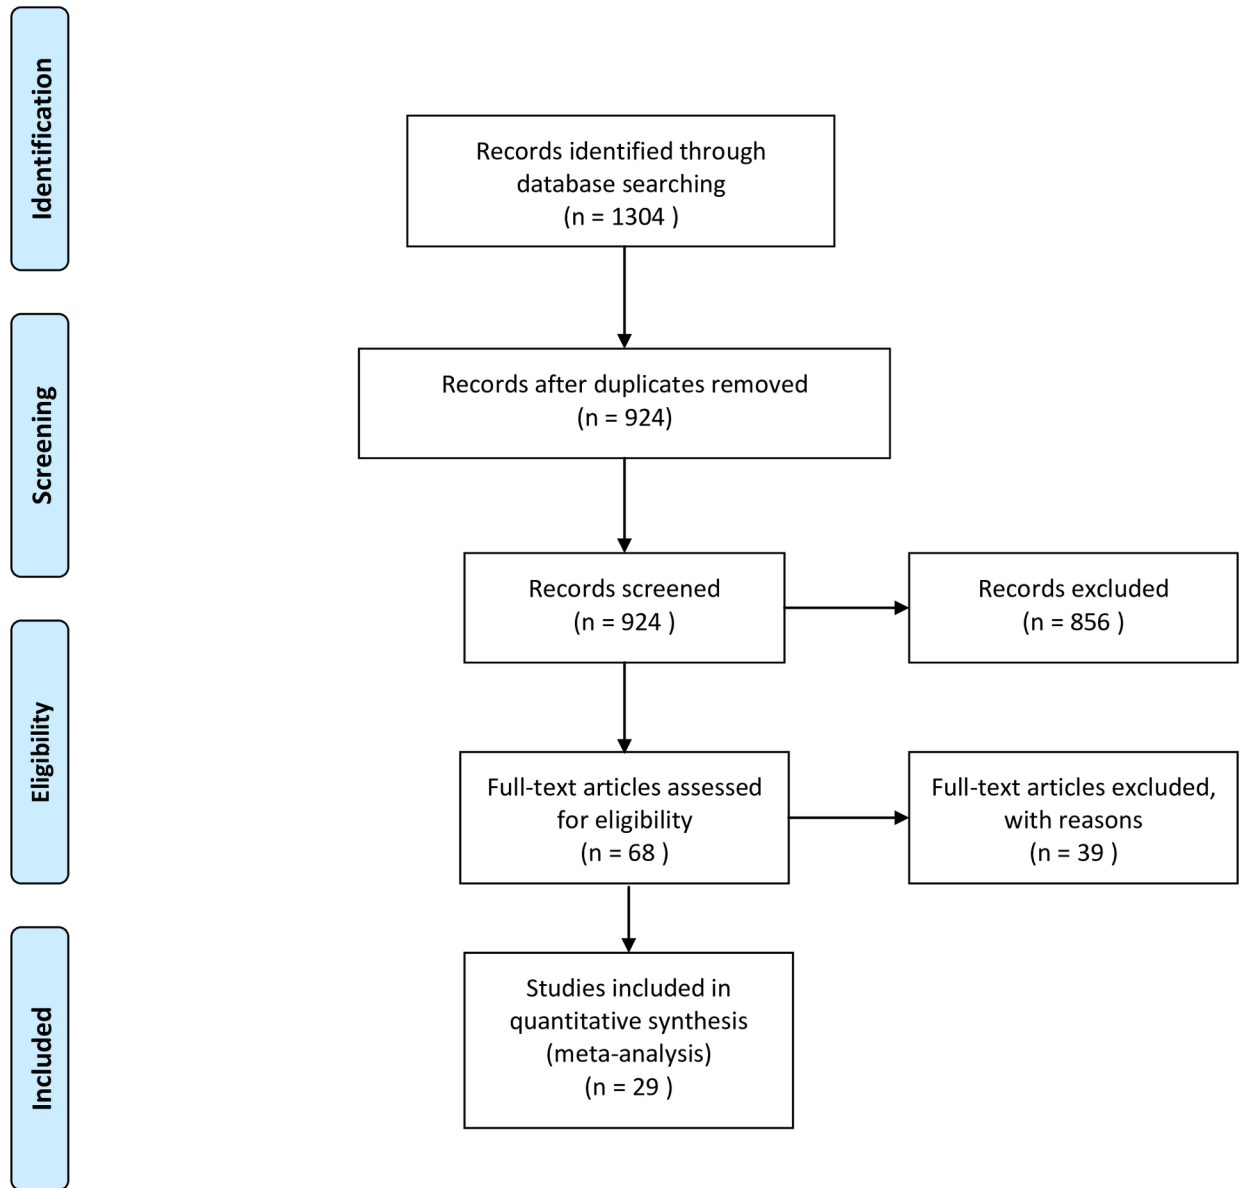 Identification
Records identified through
database searching
(n = 1304 )
Screening
Records after duplicates removed
(n = 924)
Records screened
(n = 924 )
Records excluded
(n = 856 )
Eligibility
Full-text articles assessed
for eligibility
(n = 68 )
Full-text articles excluded,
with reasons
(n = 39 )
Included
Studies included in
quantitative synthesis
(meta-analysis)
(n = 29 )